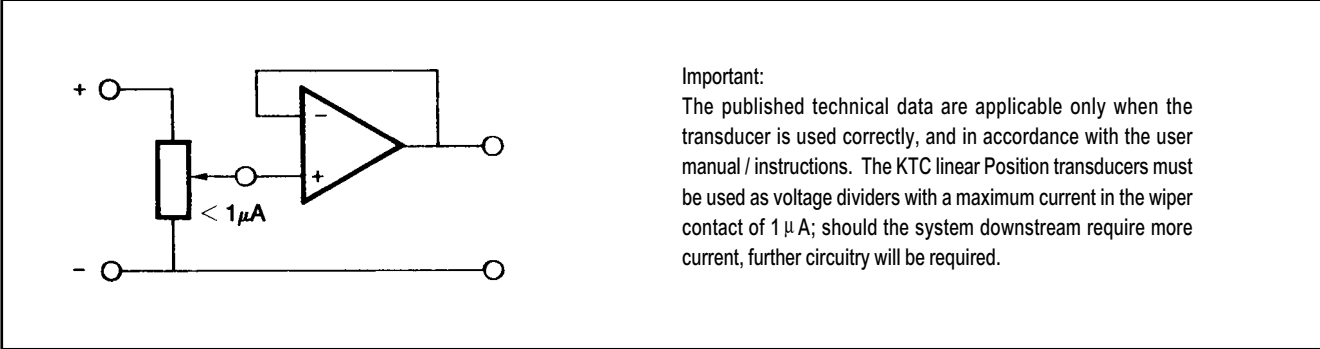 +
−
+
< 1μA
−
Important:
The published technical data are applicable only when the
transducer is used correctly, and in accordance with the user
manual / instructions. The KTC linear Position transducers must
be used as voltage dividers with a maximum current in the wiper
contact of 1 μ A; should the system downstream require more
current, further circuitry will be required.